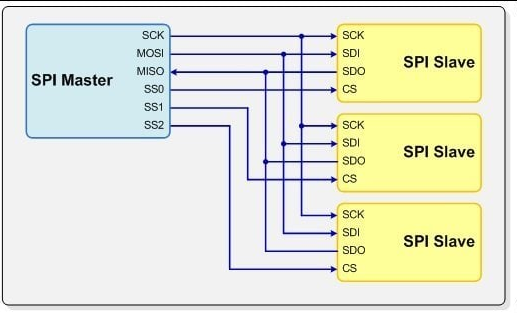 SPI Master
SCK
MOSI
MISO
SS0
SS1
SS2
SCK
SDI
SDO
CS
SPI Slave
SCK
SDI
SDO
CS
SPI Slave
SCK
SDI
SDO
CS
SPI Slave